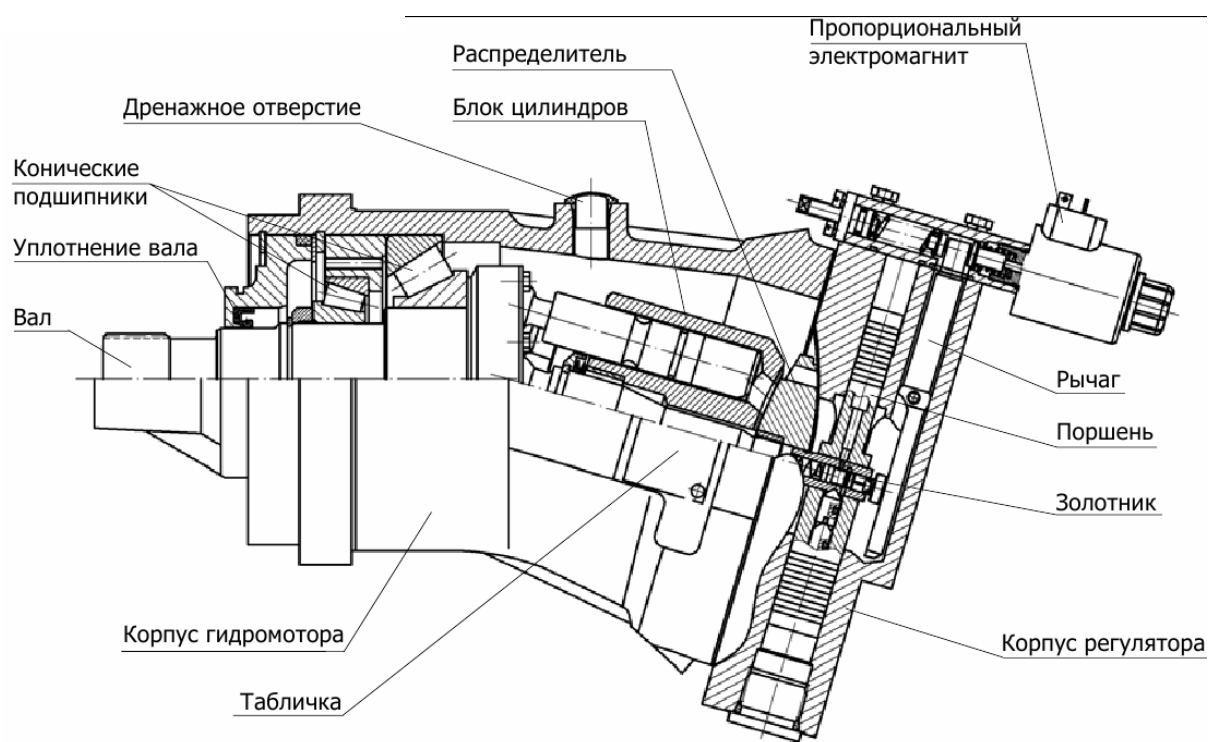 Пропорциональный
электромагнит
Распределитель
Дренажное отверстие
Блок цилиндров
Конические
подшипники
Уплотнение вала
Вал
Рычаг
Поршень
Золотник
Корпус гидромотора
Корпус регулятора
Табличка